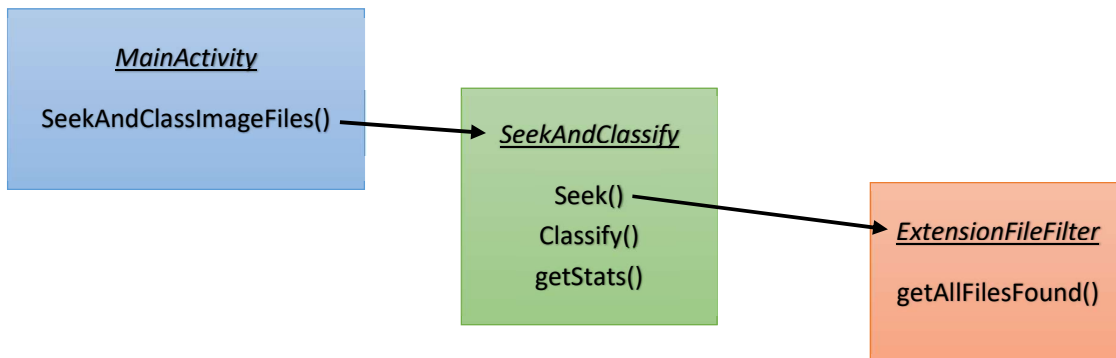 MainActivity
SeekAndClassImageFiles()
SeekAndClassify
Seek()
Classify()
getStats()
ExtensionFileFilter
getAllFilesFound()